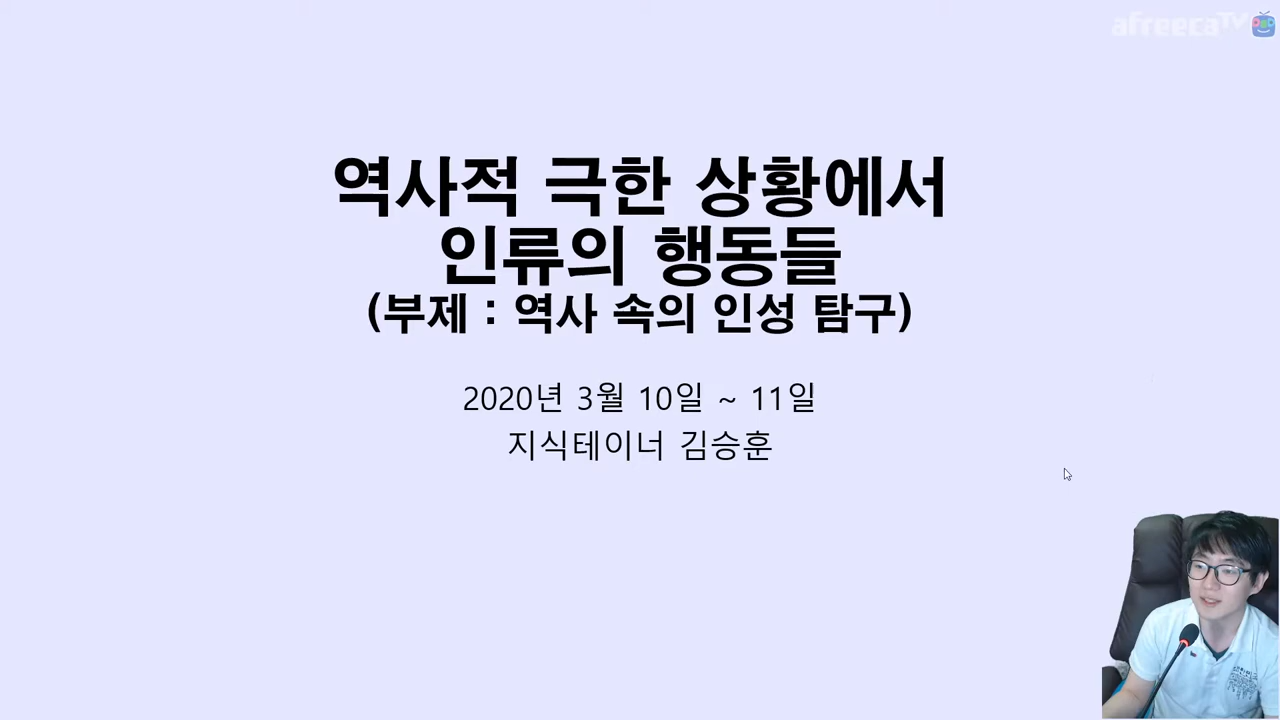 afreecaTV
역사적 극한 상황에서
인류의 행동들
(부제 : 역사 속의 인성 탐구)
2020년 3월 10일 ~ 11일
지식테이너 김승훈